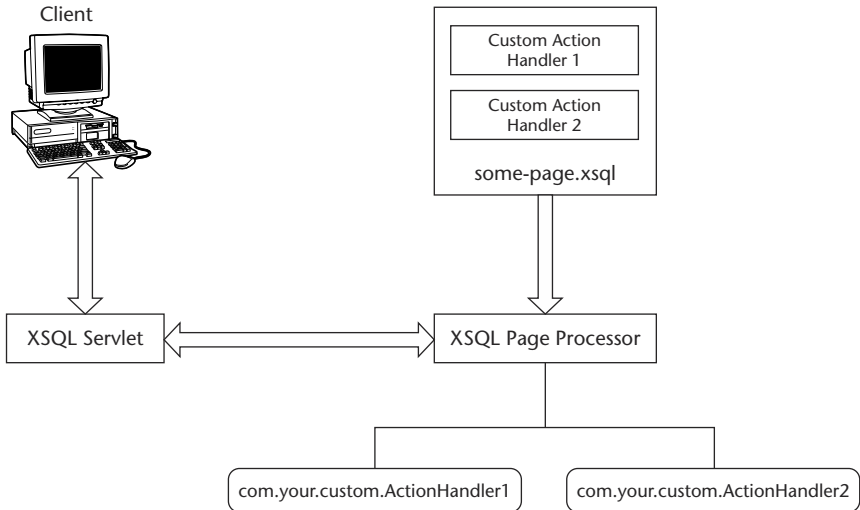 Client
Custom Action
Handler 1
Custom Action
Handler 2
some-page.xsql
XSQL Servlet
XSQL Page Processor
com.your.custom.ActionHandler1
com.your.custom.ActionHandler2